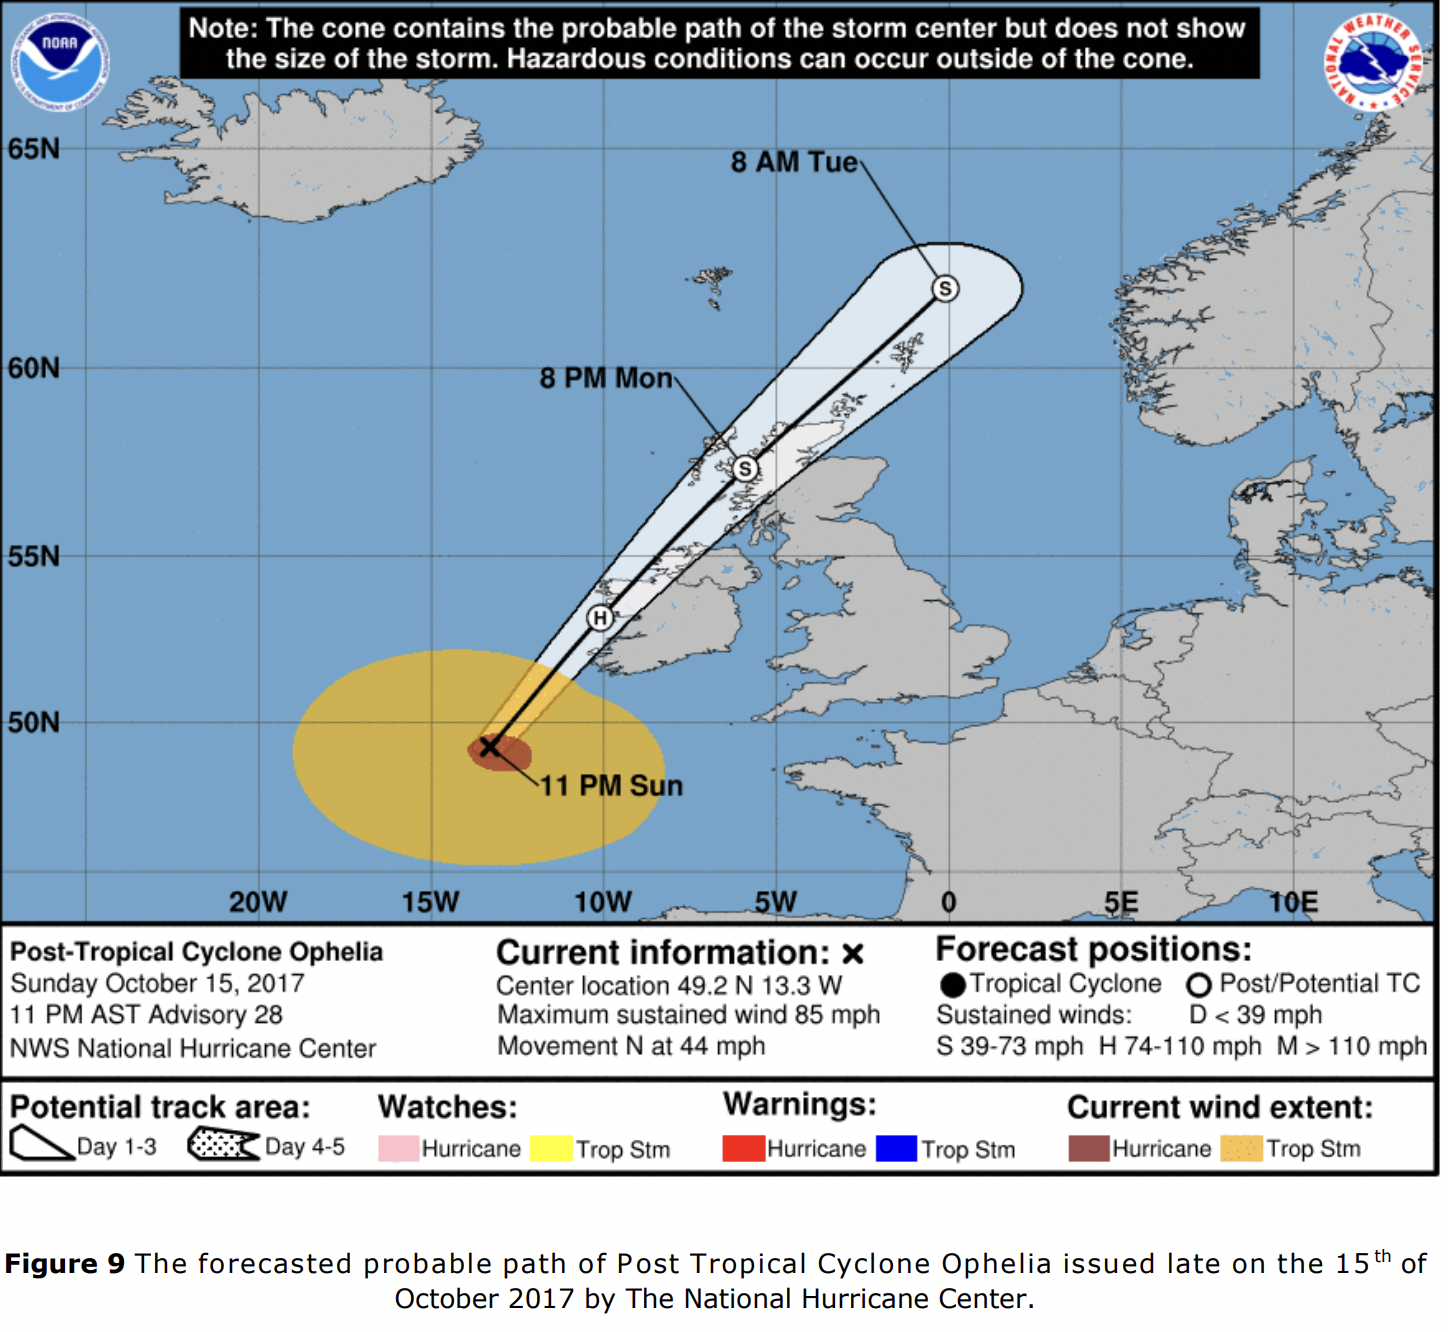 Note: The cone contains the probable path of the storm center but does not show
the size of the storm. Hazardous conditions can occur outside of the cone.
NOAA
NATIONAL WEATHER SERVICE
65N
8 AM Tue
60N
8 PM Mon
S
S
55N
H
50N
11 PM Sun
20W 15W 10W 5W 0 5E 10E
Post-Tropical Cyclone Ophelia
Sunday October 15, 2017
11 PM AST Advisory 28
NWS National Hurricane Center
Current information: ×
Center location 49.2 N 13.3 W
Maximum sustained wind 85 mph
Movement N at 44 mph
Forecast positions:
Tropical Cyclone Post/Potential TC
Sustained winds: D < 39 mph
S 39-73 mph H 74-110 mph M > 110 mph
Potential track area:
Day 1-3 Day 4-5
Watches:
Hurricane Trop Stm
Warnings:
Hurricane Trop Stm
Current wind extent:
Hurricane Trop Stm
Figure 9 The forecasted probable path of Post Tropical Cyclone Ophelia issued late on the 15th of
October 2017 by The National Hurricane Center.